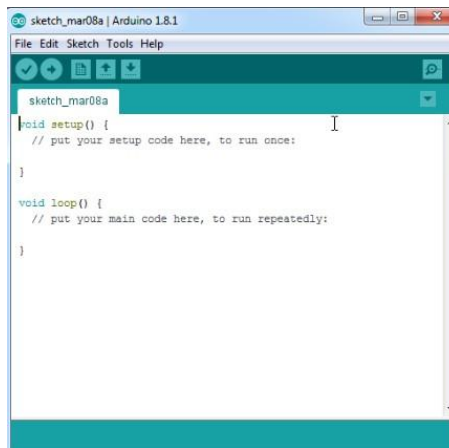 sketch_mar08a | Arduino 1.8.1
File Edit Sketch Tools Help
sketch_mar08a
void setup() {
  // put your setup code here, to run once:
}
void loop() {
  // put your main code here, to run repeatedly:
}